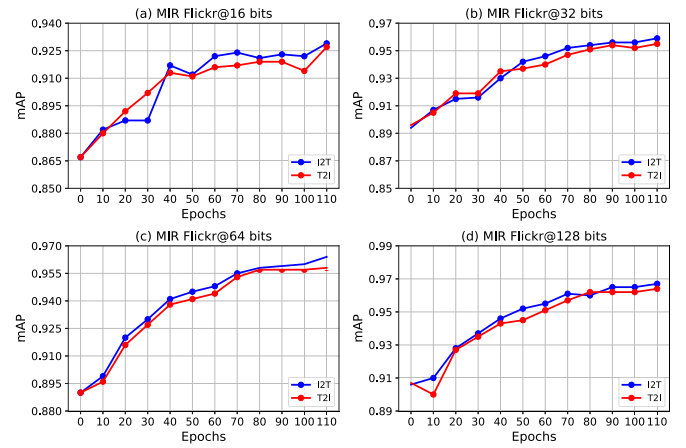 (a) MIR Flickr@16 bits
0.940
0.925
0.910
0.895
0.880
0.865
0.850
mAP
0 10 20 30 40 50 60 70 80 90 100 110
Epochs
I2T
T2I
(b) MIR Flickr@32 bits
0.97
0.95
0.93
0.91
0.89
0.87
0.85
mAP
0 10 20 30 40 50 60 70 80 90 100 110
Epochs
I2T
T2I
(c) MIR Flickr@64 bits
0.970
0.955
0.940
0.925
0.910
0.895
0.880
mAP
0 10 20 30 40 50 60 70 80 90 100 110
Epochs
I2T
T2I
(d) MIR Flickr@128 bits
0.99
0.97
0.95
0.93
0.91
0.89
mAP
0 10 20 30 40 50 60 70 80 90 100 110
Epochs
I2T
T2I